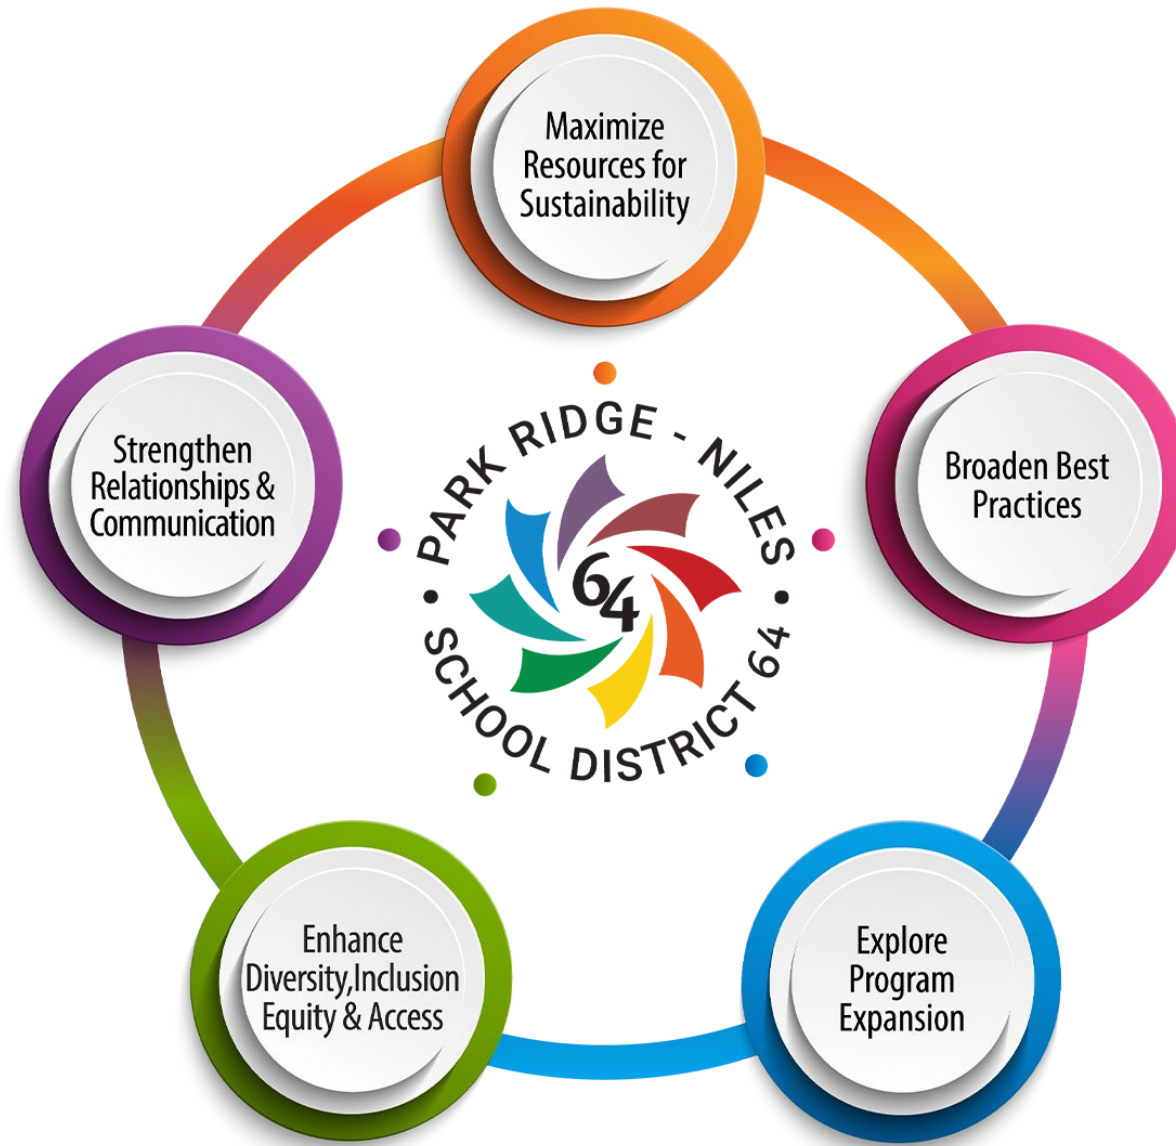 Maximize
Resources for
Sustainability
Strengthen
Relationships &
Communication
Broaden Best
Practices
• PARK RIDGE - NILES •
64
SCHOOL DISTRICT 64
Enhance
Diversity,Inclusion
Equity & Access
Explore
Program
Expansion